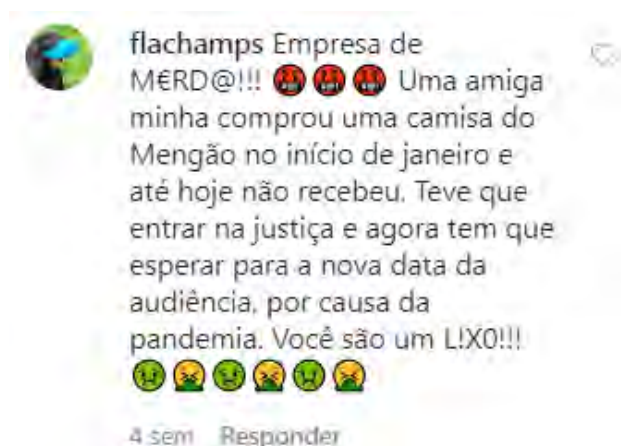 flachamps Empresa de
M€RD@!!! 🤬🤬🤬 Uma amiga
minha comprou uma camisa do
Mengão no início de janeiro e
até hoje não recebeu. Teve que
entrar na justiça e agora tem que
esperar para a nova data da
audiência, por causa da
pandemia. Você são um L!X0!!!
🤢🤮🤢🤮🤢🤮
4 sem Responder